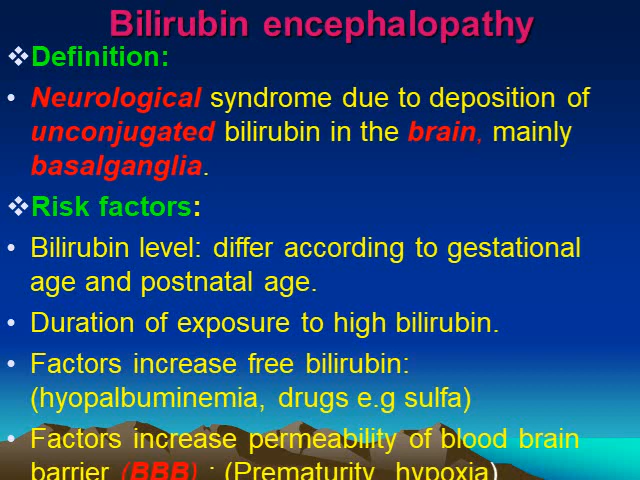 Bilirubin encephalopathy
❖Definition:
• Neurological syndrome due to deposition of
unconjugated bilirubin in the brain, mainly
basalganglia.
❖Risk factors:
• Bilirubin level: differ according to gestational
age and postnatal age.
• Duration of exposure to high bilirubin.
• Factors increase free bilirubin:
(hyopalbuminemia, drugs e.g sulfa)
• Factors increase permeability of blood brain
barrier (BBB) : (Prematurity, hypoxia)